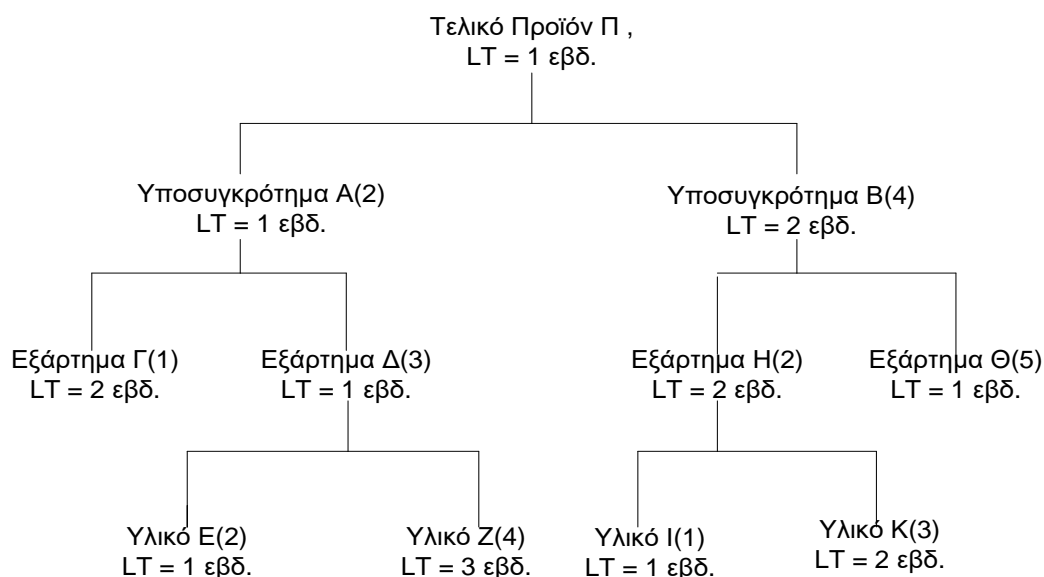 Τελικό Προϊόν Π ,
LT = 1 εβδ.
Υποσυγκρότημα Α(2)
LT = 1 εβδ.
Υποσυγκρότημα Β(4)
LT = 2 εβδ.
Εξάρτημα Γ(1)
LT = 2 εβδ.
Εξάρτημα Δ(3)
LT = 1 εβδ.
Εξάρτημα Η(2)
LT = 2 εβδ.
Εξάρτημα Θ(5)
LT = 1 εβδ.
Υλικό Ε(2)
LT = 1 εβδ.
Υλικό Ζ(4)
LT = 3 εβδ.
Υλικό Ι(1)
LT = 1 εβδ.
Υλικό Κ(3)
LT = 2 εβδ.